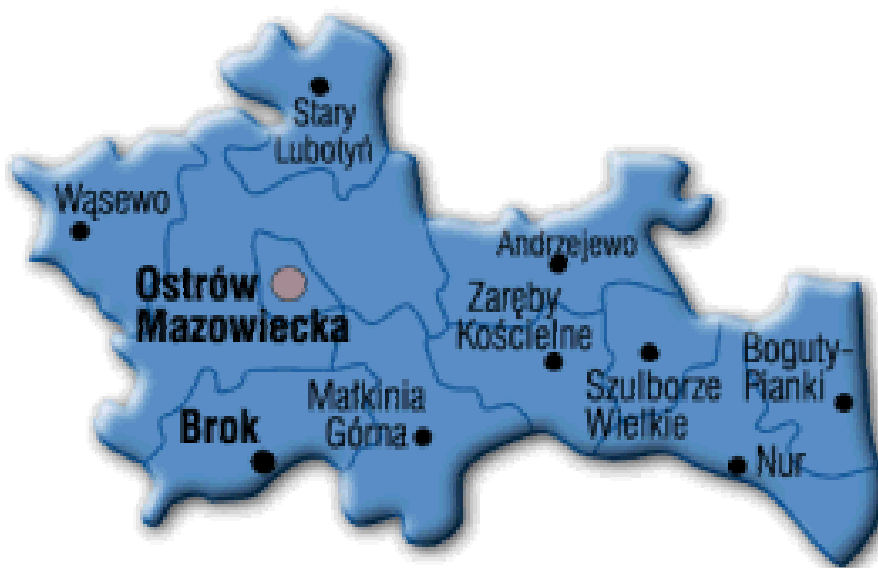 Stary
Lubotyń
Wąsewo
Andrzejewo
Ostrów
Mazowiecka
Zaręby
Kościelne
Boguty-
Pianki
Szulborze
Wielkie
Małkinia
Górna
Brok
Nur